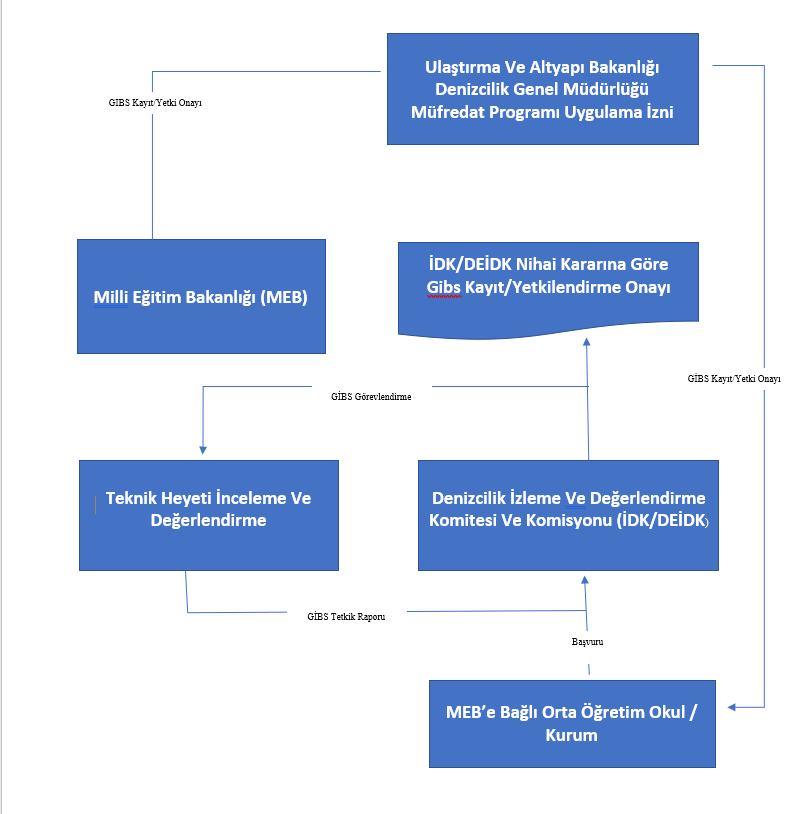 Ulaştırma Ve Altyapı Bakanlığı
Denizcilik Genel Müdürlüğü
Müfredat Programı Uygulama İzni
GIBS Kayıt/Yetki Onayı
Milli Eğitim Bakanlığı (MEB)
İDK/DEİDK Nihai Kararına Göre
Gibs Kayıt/Yetkilendirme Onayı
GİBS Kayıt/Yetki Onayı
GİBS Görevlendirme
Teknik Heyeti İnceleme Ve
Değerlendirme
Denizcilik İzleme Ve Değerlendirme
Komitesi Ve Komisyonu (İDK/DEİDK)
GİBS Tetkik Raporu
Başvuru
MEB’e Bağlı Orta Öğretim Okul /
Kurum